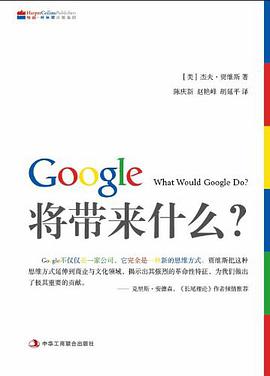 HarperCollinsPublishers
［美］杰夫·贾维斯 著
陈庆新 赵艳峰 胡延平 译
Google
What Would Google Do?
将带来什么？
Google不仅仅是一家公司，它完全是一种新的思维方式。贾维斯把这种
思维方式延伸到商业与文化领域，揭示出其强烈的革命性特征，为我们做出
了极其重要的贡献。
—— 克里斯·安德森，《长尾理论》作者倾情推荐
中华工商联合出版社